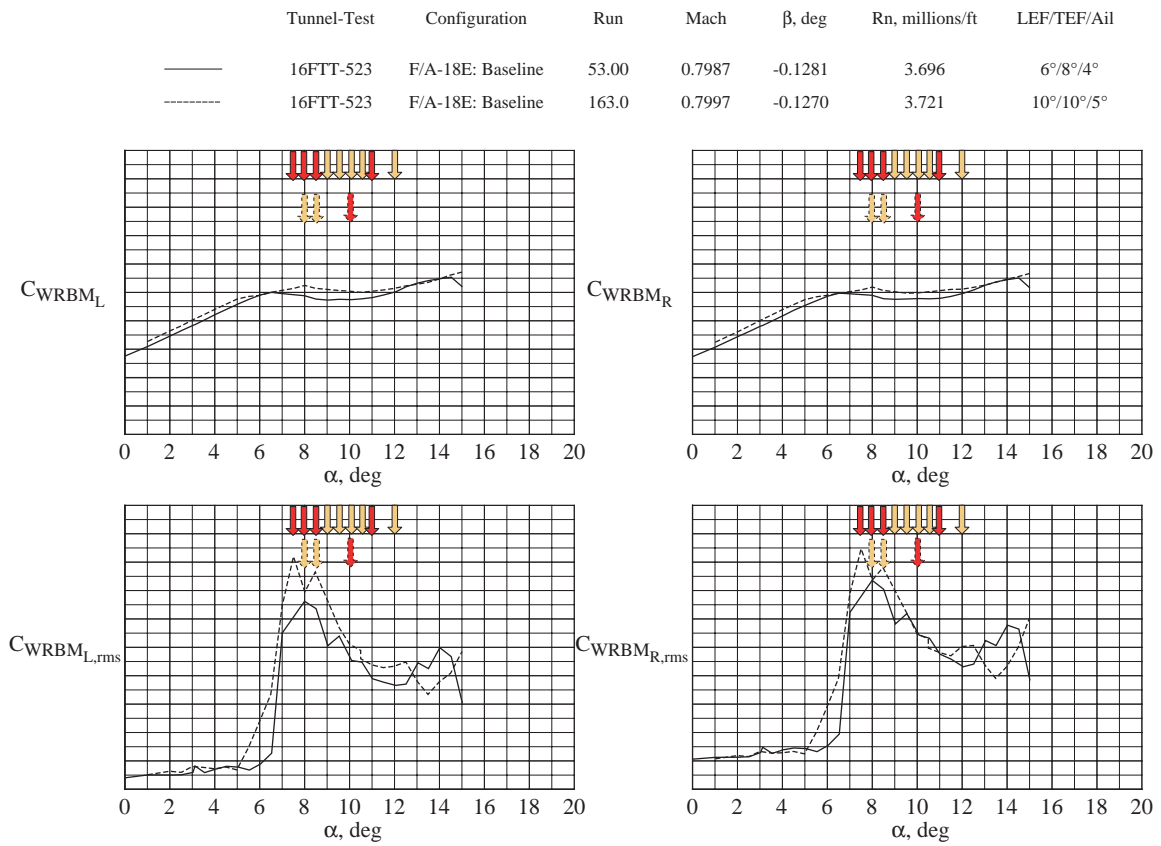 Tunnel-Test Configuration Run Mach β, deg Rn, millions/ft LEF/TEF/Ail
16FTT-523 F/A-18E: Baseline 53.00 0.7987 -0.1281 3.696 6°/8°/4°
16FTT-523 F/A-18E: Baseline 163.0 0.7997 -0.1270 3.721 10°/10°/5°
CWRBML
0 2 4 6 8 10 12 14 16 18 20
α, deg
CWRBMR
0 2 4 6 8 10 12 14 16 18 20
α, deg
CWRBML,rms
0 2 4 6 8 10 12 14 16 18 20
α, deg
CWRBMR,rms
0 2 4 6 8 10 12 14 16 18 20
α, deg